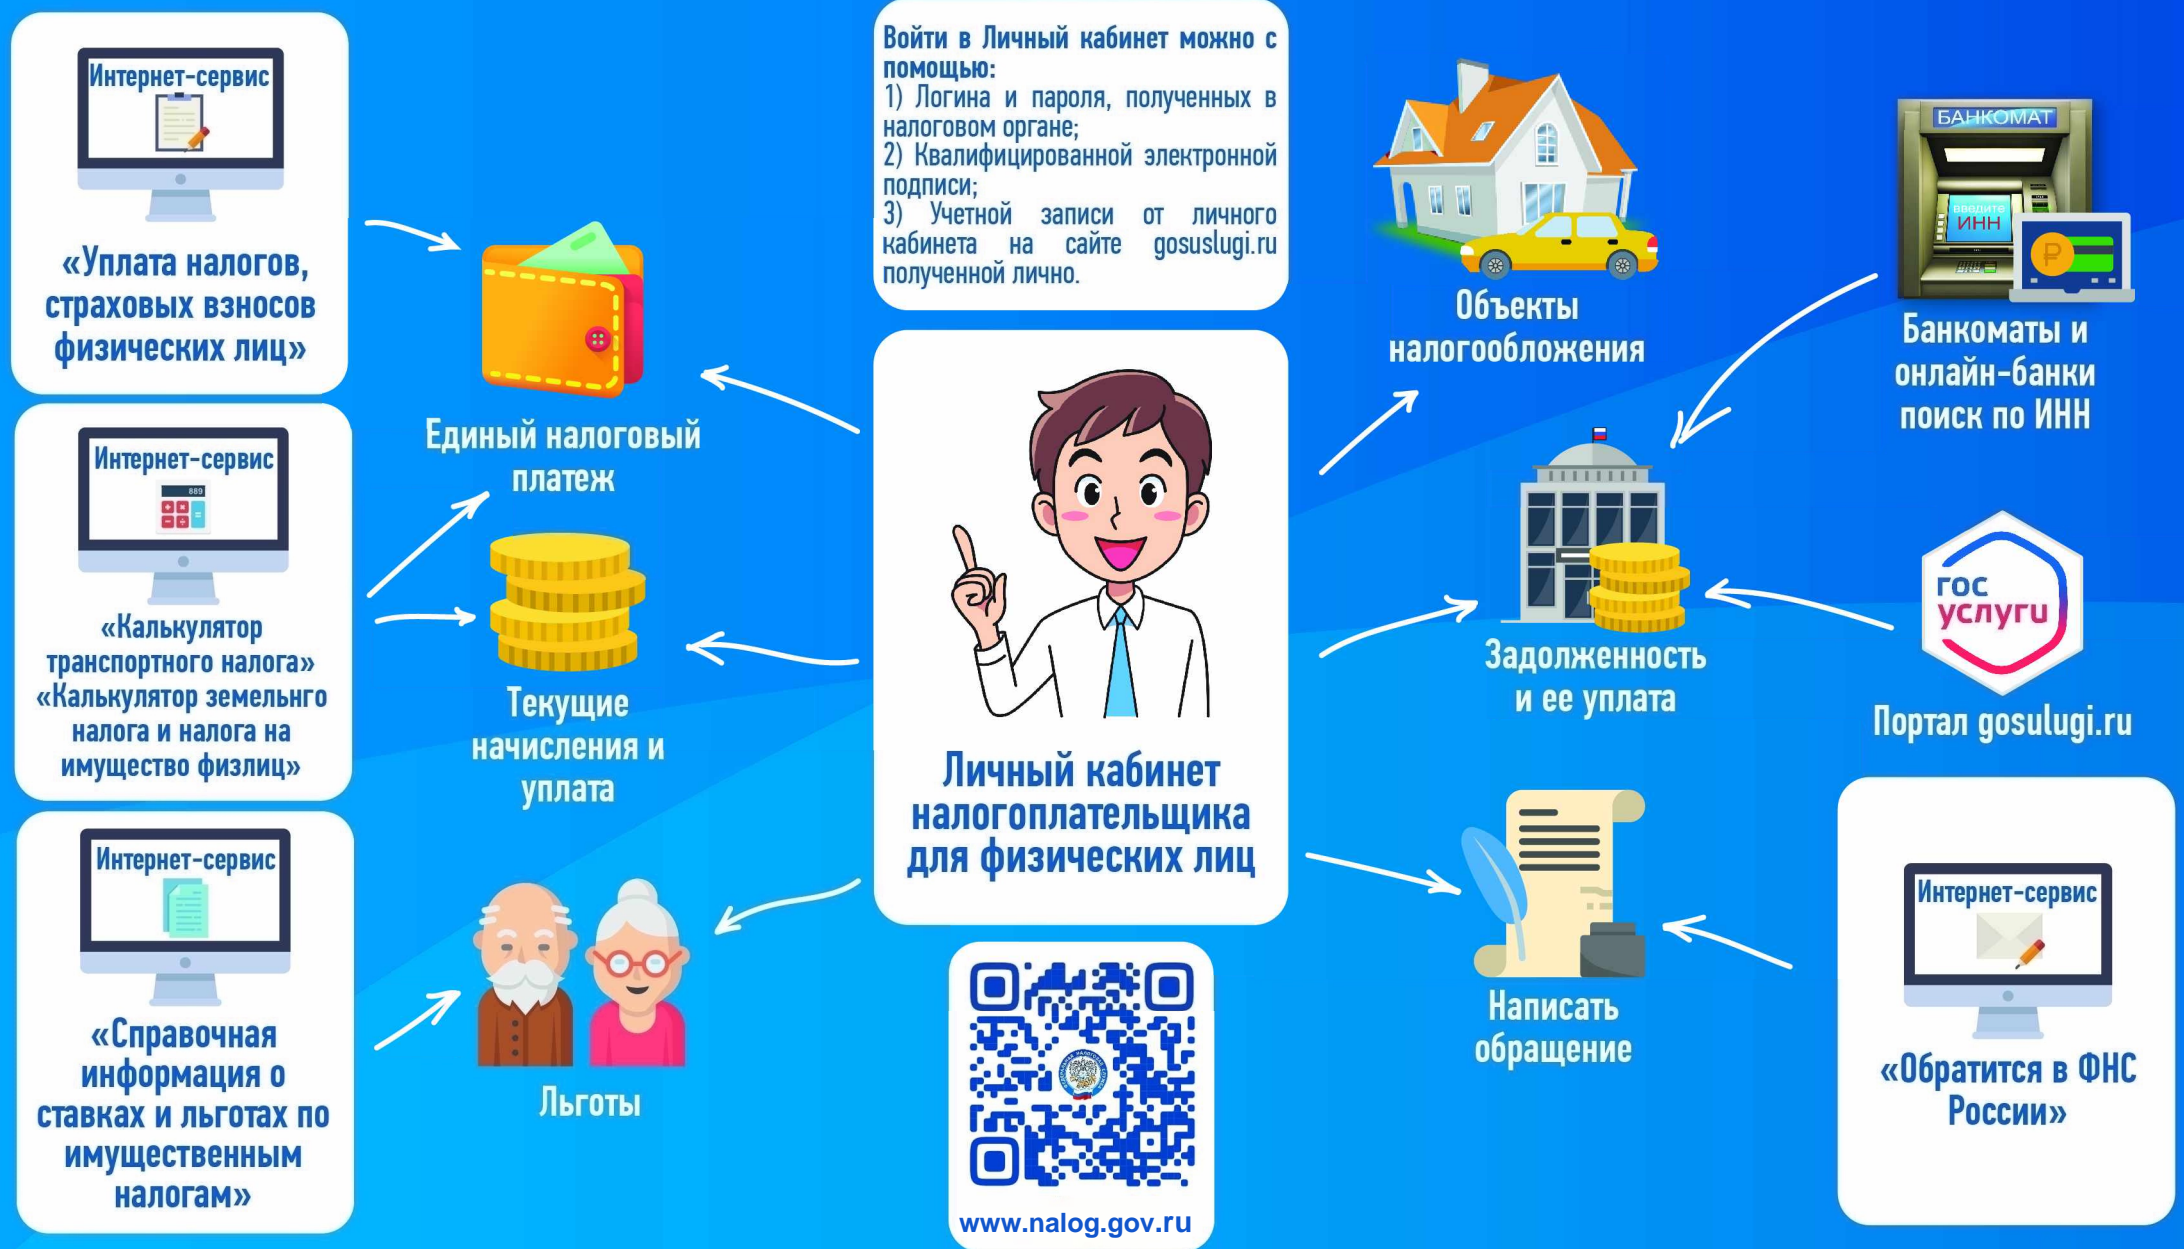 Интернет-сервис
«Уплата налогов,
страховых взносов
физических лиц»
Интернет-сервис
889
«Калькулятор
транспортного налога»
«Калькулятор земельнго
налога и налога на
имущество физлиц»
Интернет-сервис
«Справочная
информация о
ставках и льготах по
имущественным
налогам»
Единый налоговый
платеж
Текущие
начисления и
уплата
Льготы
Войти в Личный кабинет можно с
помощью:
1) Логина и пароля, полученных в
налоговом органе;
2) Квалифицированной электронной
подписи;
3) Учетной записи от личного
кабинета на сайте gosuslugi.ru
полученной лично.
Личный кабинет
налогоплательщика
для физических лиц
www.nalog.gov.ru
Объекты
налогообложения
Задолженность
и ее уплата
Написать
обращение
БАНКОМАТ
введите
ИНН
Банкоматы и
онлайн-банки
поиск по ИНН
гос
услуги
Портал gosulugi.ru
Интернет-сервис
«Обратится в ФНС
России»